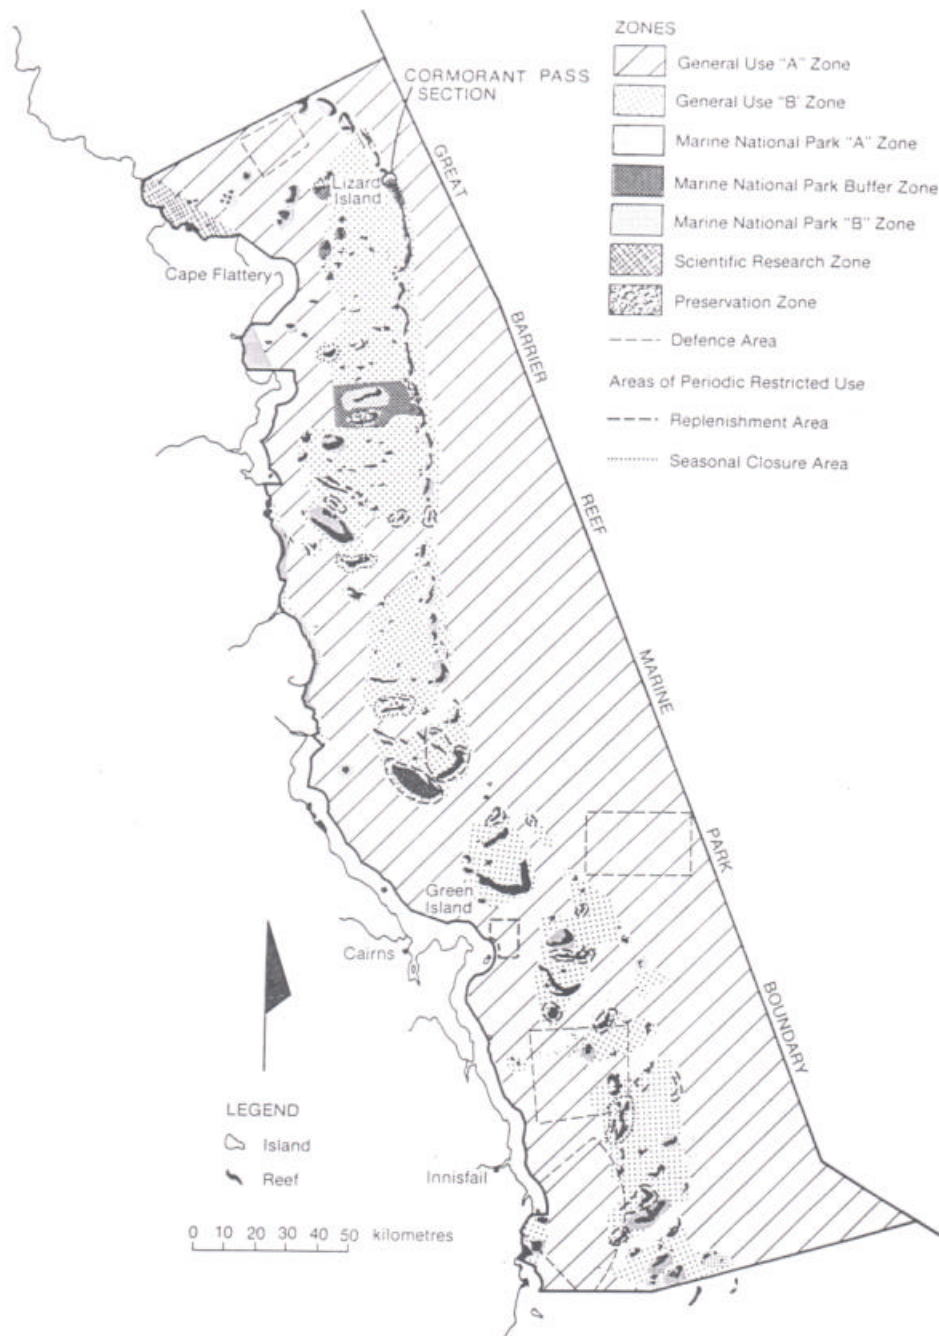 ZONES
General Use "A" Zone
CORMORANT PASS
SECTION
General Use "B" Zone
Marine National Park "A" Zone
GREAT
Lizard
Island
Marine National Park Buffer Zone
Marine National Park "B" Zone
Scientific Research Zone
Cape Flattery
Preservation Zone
BARRIER
Defence Area
Areas of Periodic Restricted Use
Replenishment Area
Seasonal Closure Area
REEF
MARINE
PARK
Green
Island
Cairns
BOUNDARY
LEGEND
Island
Reef
Innisfail
0 10 20 30 50 kilometres